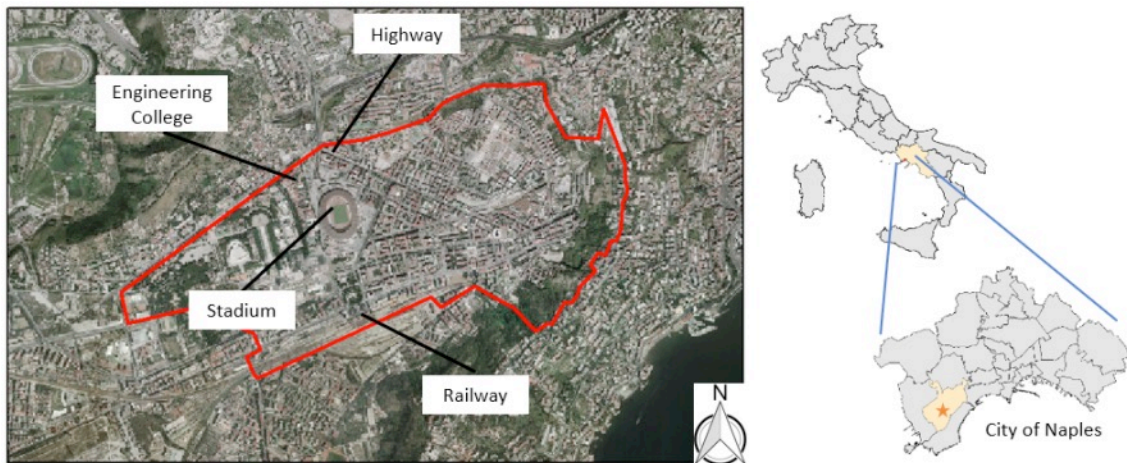 Highway
Engineering
College
Stadium
Railway
N
City of Naples